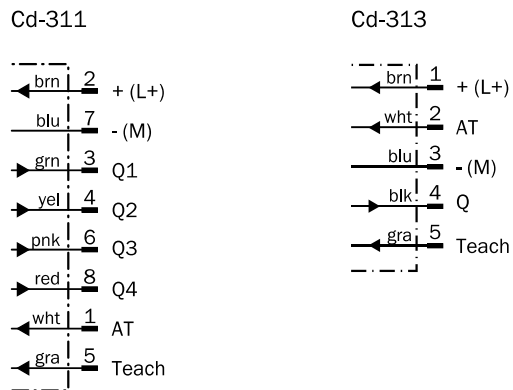 Cd-311
brn 2 + (L+)
blu 7 - (M)
grn 3 Q1
yel 4 Q2
pnk 6 Q3
red 8 Q4
wht 1 AT
gra 5 Teach
Cd-313
brn 1 + (L+)
wht 2 AT
blu 3 - (M)
blk 4 Q
gra 5 Teach